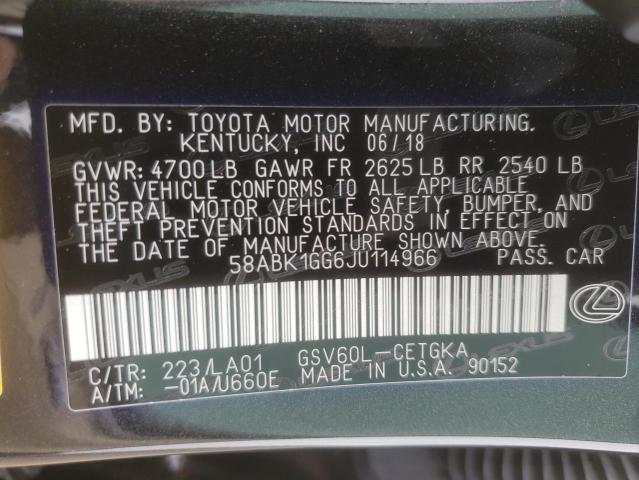 MFD. BY: TOYOTA MOTOR MANUFACTURING.
KENTUCKY, INC 06/18
GVWR: 4700LB GAWR FR 2625LB RR 2540 LB
THIS VEHICLE CONFORMS TO ALL APPLICABLE
FEDERAL MOTOR VEHICLE SAFETY, BUMPER, AND
THEFT PREVENTION STANDARDS IN EFFECT ON
THE DATE OF MANUFACTURE SHOWN ABOVE.
58ABK1GG6JU114966 PASS. CAR
C/TR: 223/LA01 GSV60L-CETGKA
A/TM: -01A/U660E MADE IN U.S.A. 90152